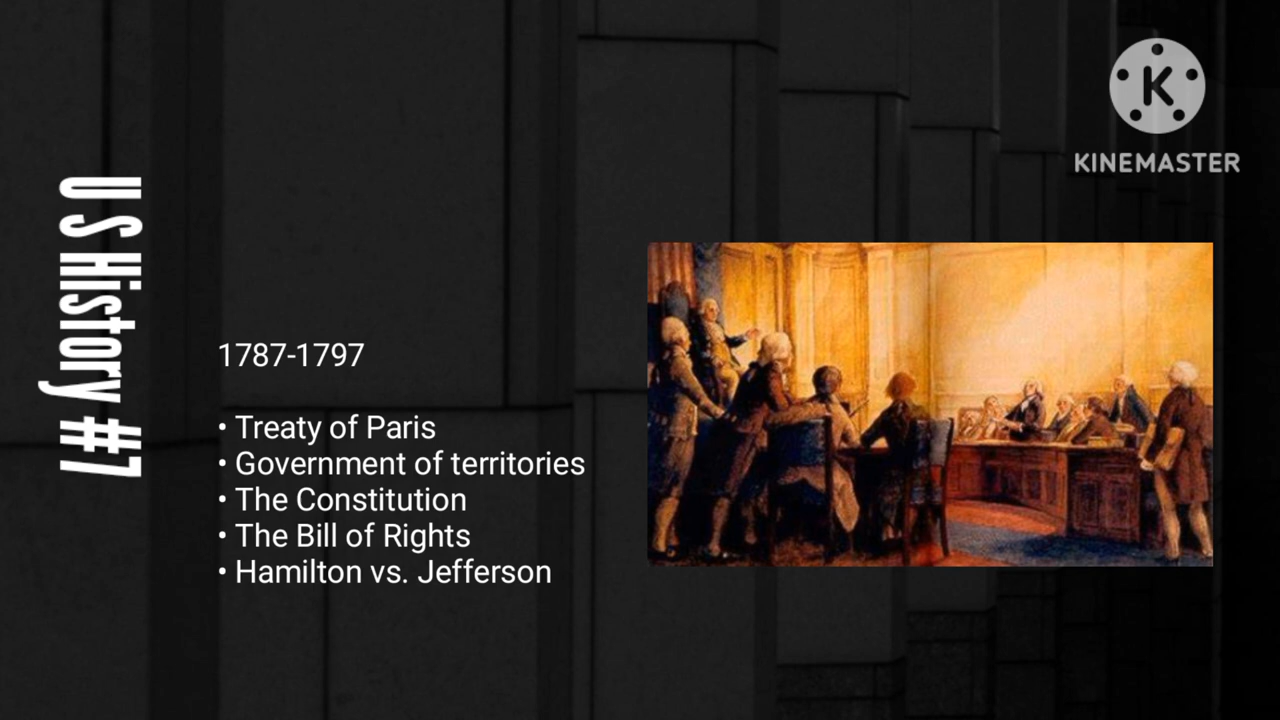 U S History #7
1787-1797
• Treaty of Paris
• Government of territories
• The Constitution
• The Bill of Rights
• Hamilton vs. Jefferson
K
KINEMASTER